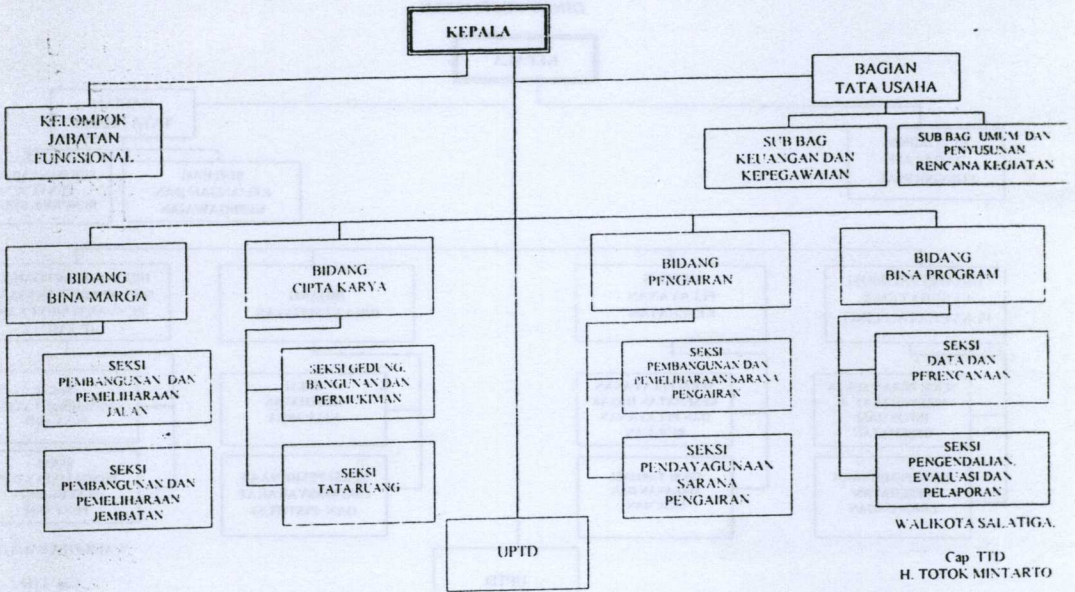 KEPALA
BAGIAN
TATA USAHA
KELOMPOK
JABATAN
FUNGSIONAL
SUB BAG
KEUANGAN DAN
KEPEGAWAIAN
SUB BAG UMUM DAN
PENYUSUNAN
RENCANA KEGIATAN
BIDANG
BINA MARGA
BIDANG
CIPTA KARYA
BIDANG
PENGAIRAN
BIDANG
BINA PROGRAM
SEKSI
PEMBANGUNAN DAN
PEMELIHARAAN
JALAN
SEKSI GEDUNG,
BANGUNAN DAN
PERMUKIMAN
SEKSI
PEMBANGUNAN DAN
PEMELIHARAAN SARANA
PENGAIRAN
SEKSI
DATA DAN
PERENCANAAN
SEKSI
PEMBANGUNAN DAN
PEMELIHARAAN
JEMBATAN
SEKSI
TATA RUANG
SEKSI
PENDAYAGUNAAN
SARANA
PENGAIRAN
SEKSI
PENGENDALIAN,
EVALUASI DAN
PELAPORAN
UPTD
WALIKOTA SALATIGA.
Cap TTD
H. TOTOK MINTARTO